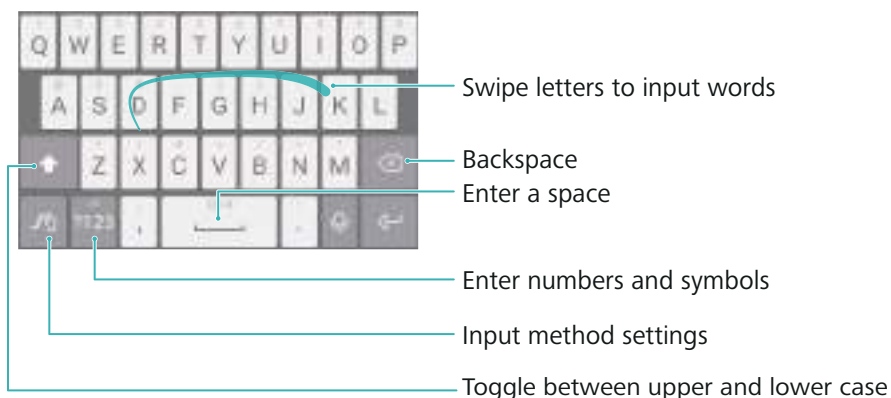 Q W E R T Y U I O P
A S D F G H J K L
Swipe letters to input words
Z X C V B N M
Backspace
Enter a space
?123
,
.
Enter numbers and symbols
Input method settings
Toggle between upper and lower case